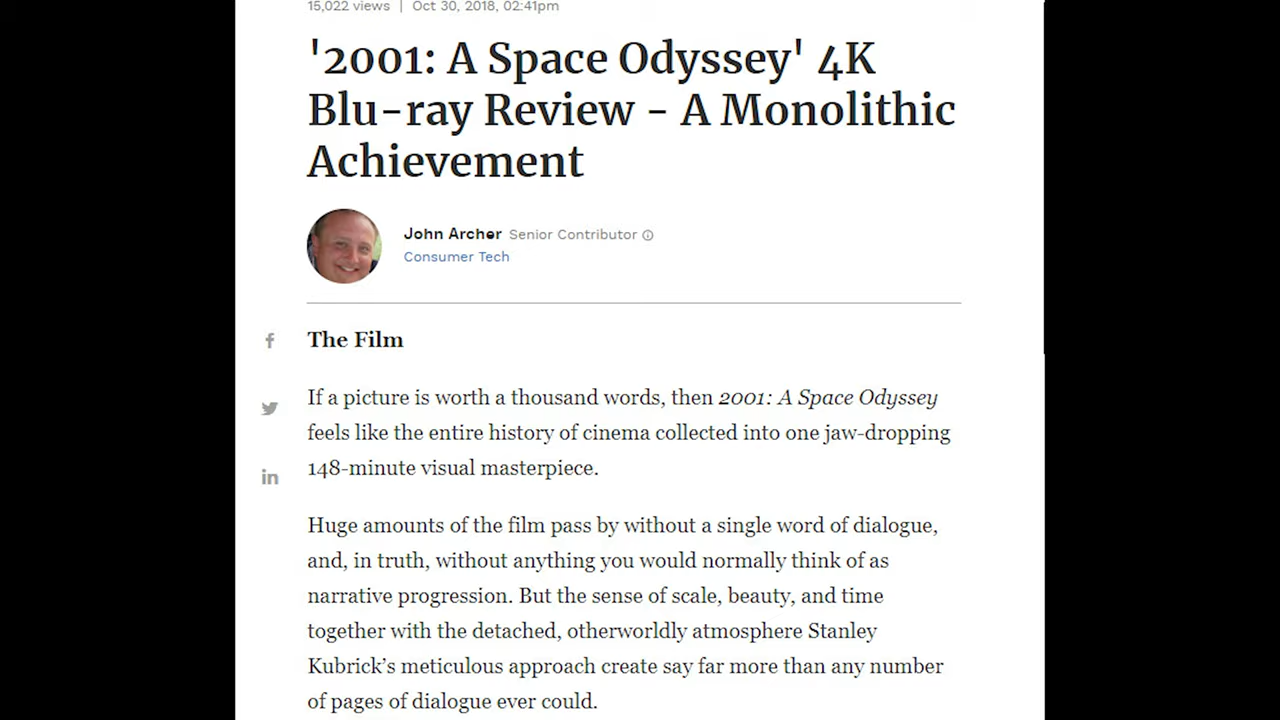 15,022 views | Oct 30, 2018, 02:41pm
'2001: A Space Odyssey' 4K
Blu-ray Review - A Monolithic
Achievement
John Archer Senior Contributor
Consumer Tech
The Film
If a picture is worth a thousand words, then 2001: A Space Odyssey
feels like the entire history of cinema collected into one jaw-dropping
148-minute visual masterpiece.
Huge amounts of the film pass by without a single word of dialogue,
and, in truth, without anything you would normally think of as
narrative progression. But the sense of scale, beauty, and time
together with the detached, otherworldly atmosphere Stanley
Kubrick’s meticulous approach create say far more than any number
of pages of dialogue ever could.